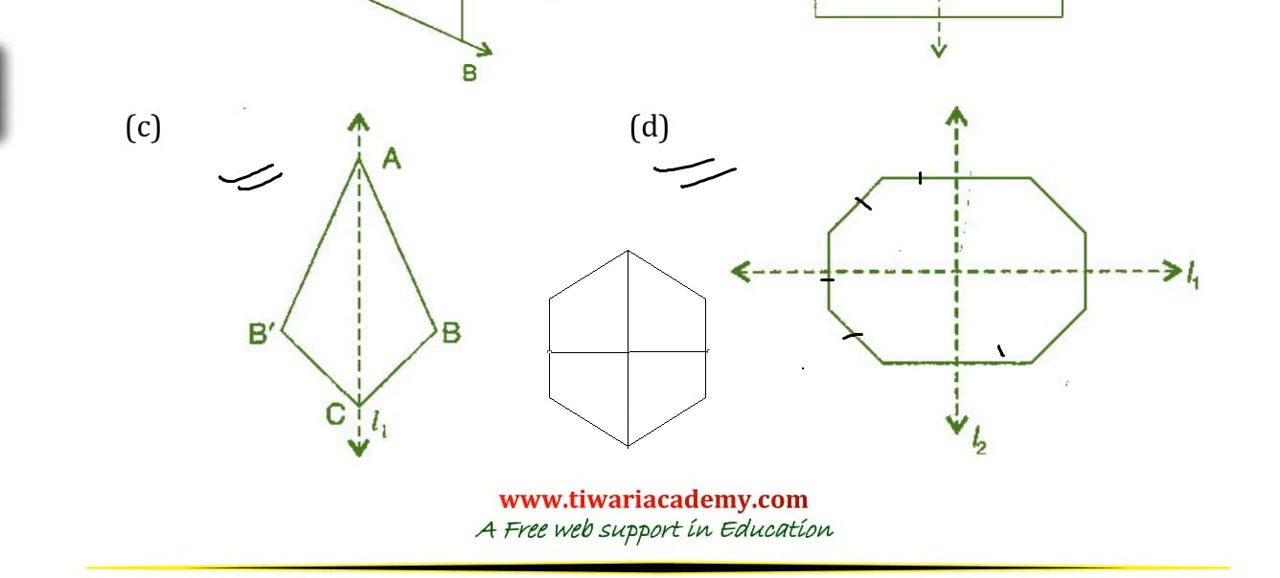 B
(c)
(d)
A
B′
B
C
l₁
l₁
l₂
www.tiwariacademy.com
A Free web support in Education